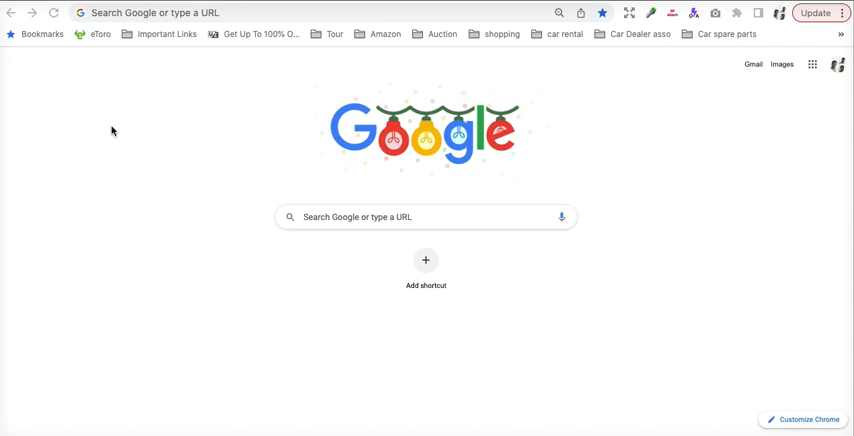 Search Google or type a URL Update
Bookmarks eToro Important Links Get Up To 100% O... Tour Amazon Auction shopping car rental Car Dealer asso Car spare parts »
Gmail Images
Google
Search Google or type a URL
Add shortcut
Customize Chrome